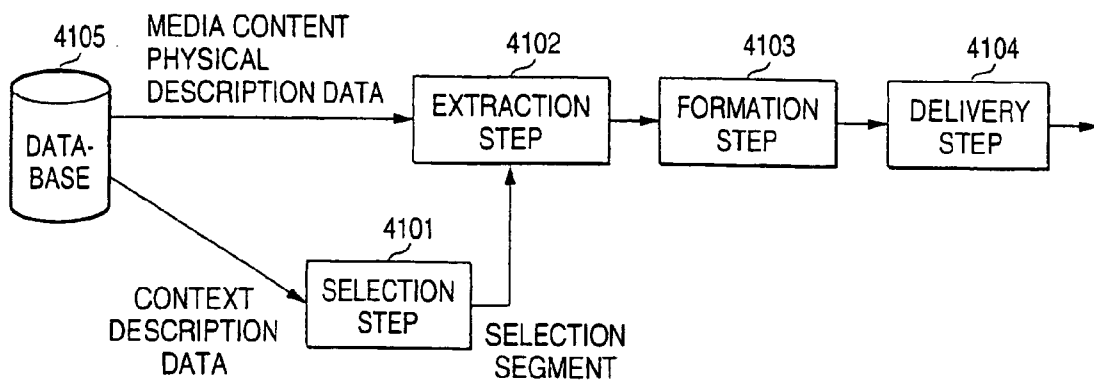 4105
MEDIA CONTENT
PHYSICAL
DESCRIPTION DATA
4102
4103
4104
DATA-
BASE
EXTRACTION
STEP
FORMATION
STEP
DELIVERY
STEP
4101
SELECTION
STEP
CONTEXT
DESCRIPTION
DATA
SELECTION
SEGMENT